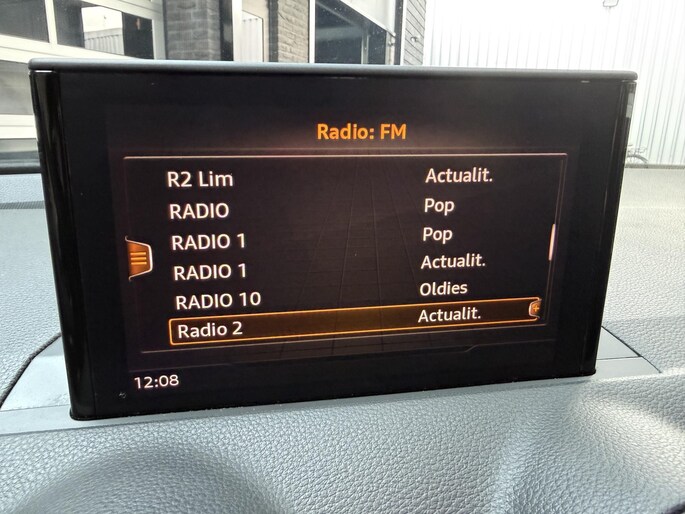 Radio: FM
R2 Lim Actualit.
RADIO Pop
RADIO 1 Pop
RADIO 1 Actualit.
RADIO 10 Oldies
Radio 2 Actualit.
12:08